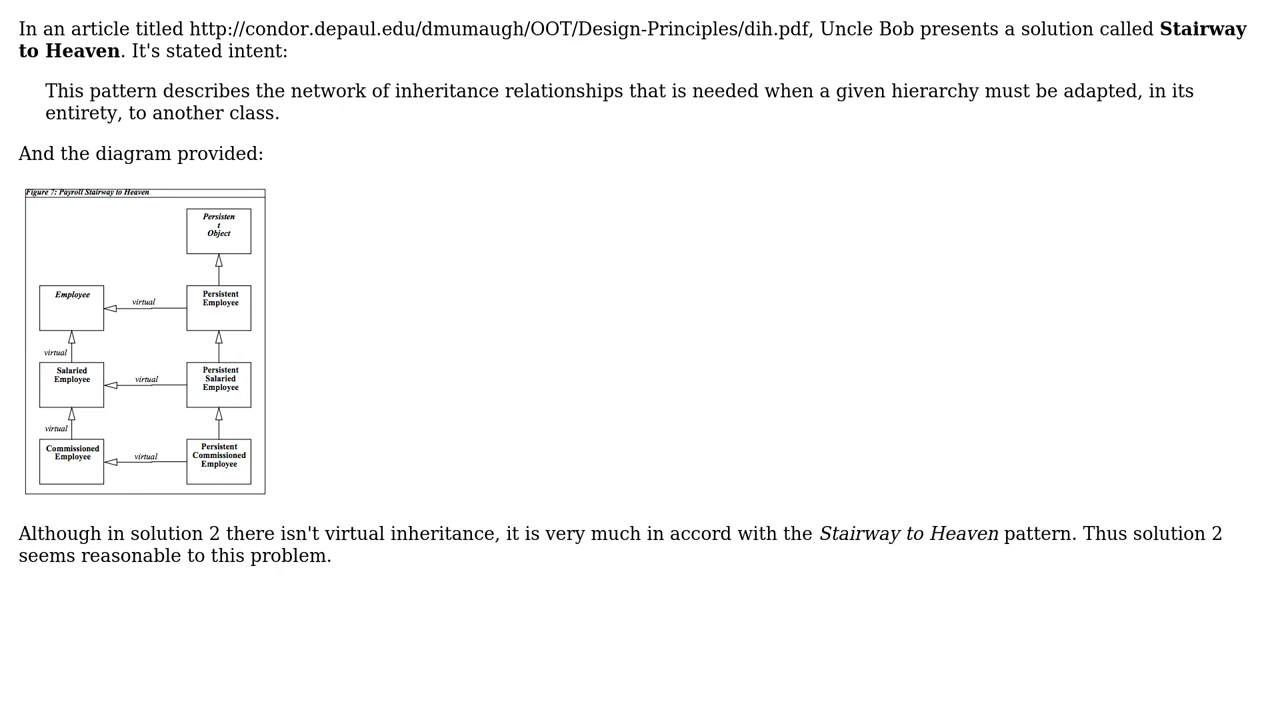 In an article titled http://condor.depaul.edu/dmumaugh/OOT/Design-Principles/dih.pdf, Uncle Bob presents a solution called Stairway
to Heaven. It's stated intent:
This pattern describes the network of inheritance relationships that is needed when a given hierarchy must be adapted, in its
entirety, to another class.
And the diagram provided:
Figure 7: Payroll Stairway to Heaven
Persisten
t
Object
Employee
virtual
Persistent
Employee
virtual
Salaried
Employee
virtual
Persistent
Salaried
Employee
virtual
Commissioned
Employee
virtual
Persistent
Commissioned
Employee
Although in solution 2 there isn't virtual inheritance, it is very much in accord with the Stairway to Heaven pattern. Thus solution 2
seems reasonable to this problem.